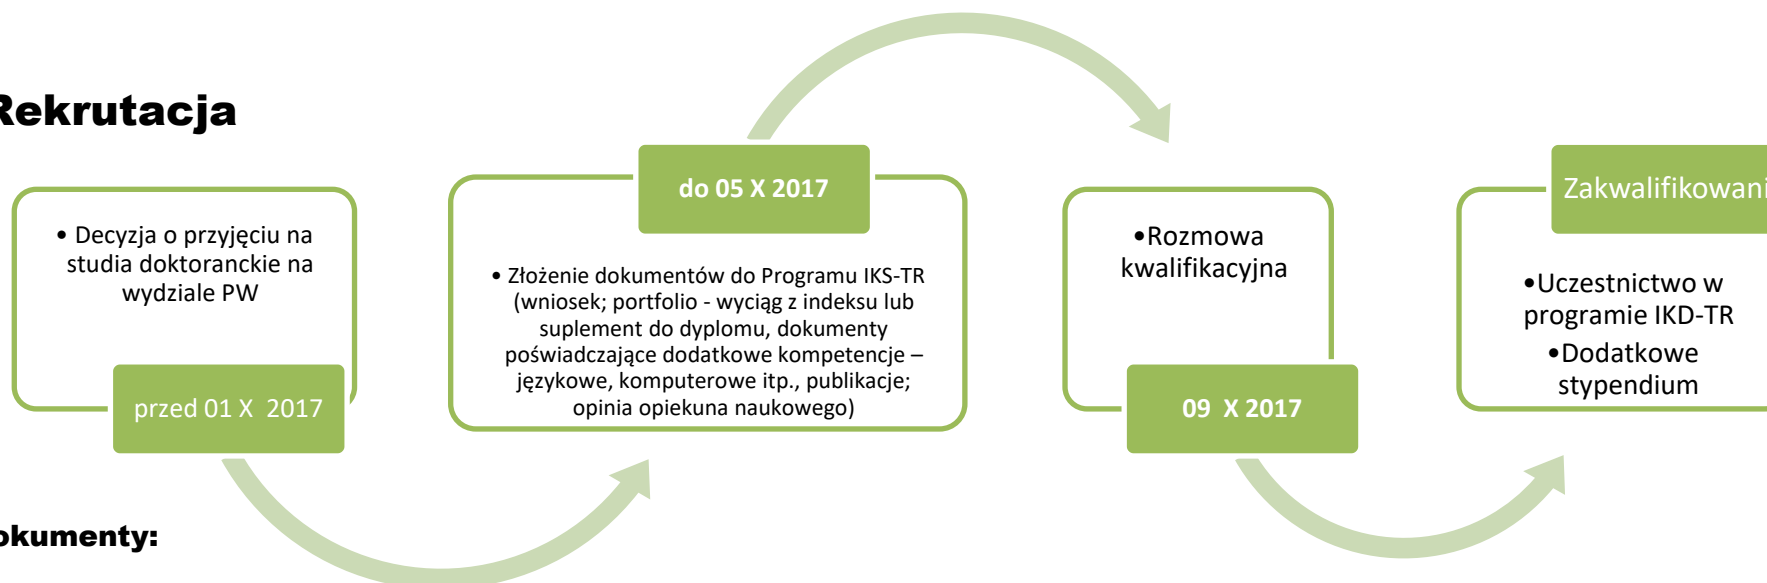 Rekrutacja
• Decyzja o przyjęciu na
studia doktoranckie na
wydziale PW
przed 01 X 2017
do 05 X 2017
• Złożenie dokumentów do Programu IKS-TR
(wniosek; portfolio - wyciąg z indeksu lub
suplement do dyplomu, dokumenty
poświadczające dodatkowe kompetencje –
językowe, komputerowe itp., publikacje;
opinia opiekuna naukowego)
•Rozmowa
kwalifikacyjna
09 X 2017
Zakwalifikowani
•Uczestnictwo w
programie IKD-TR
•Dodatkowe
stypendium
okumenty: